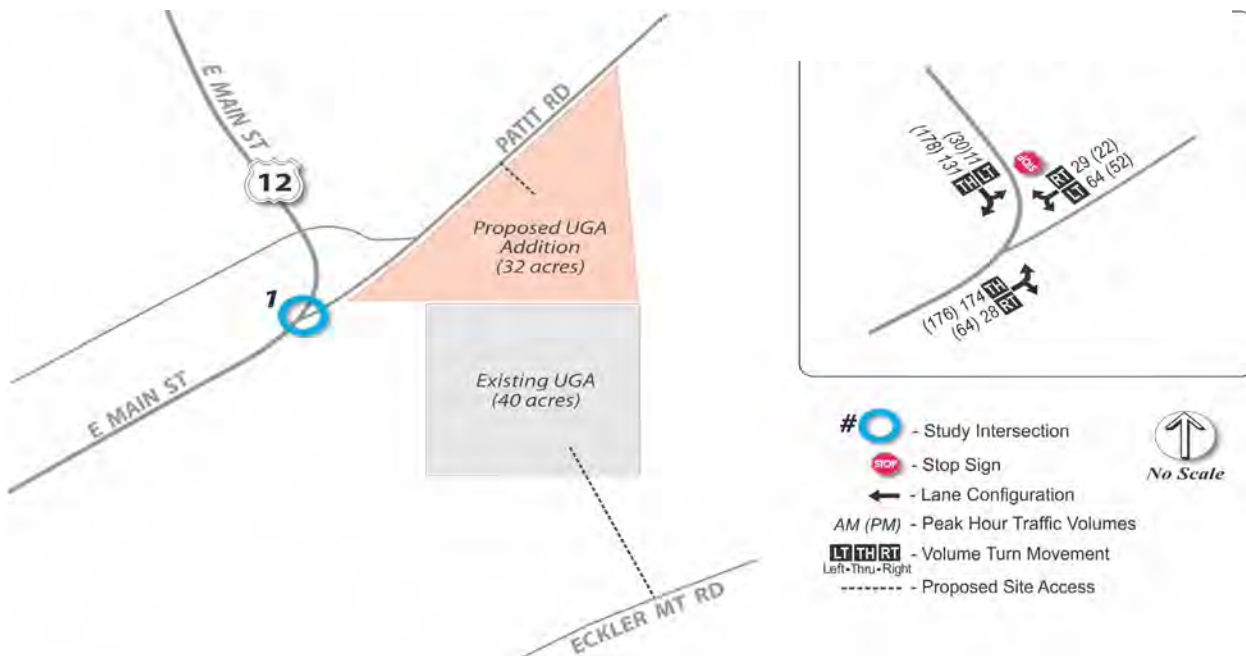 E MAIN ST
12
PATIT RD
Proposed UGA
Addition
(32 acres)
1
E MAIN ST
Existing UGA
(40 acres)
ECKLER MT RD
(30)11 LT
(178) 131 TH
STOP
RT 29 (22)
LT 64 (52)
(176) 174 TH
(64) 28 RT
# - Study Intersection
STOP - Stop Sign
- Lane Configuration
AM (PM) - Peak Hour Traffic Volumes
LT TH RT - Volume Turn Movement
Left•Thru•Right
- Proposed Site Access
No Scale